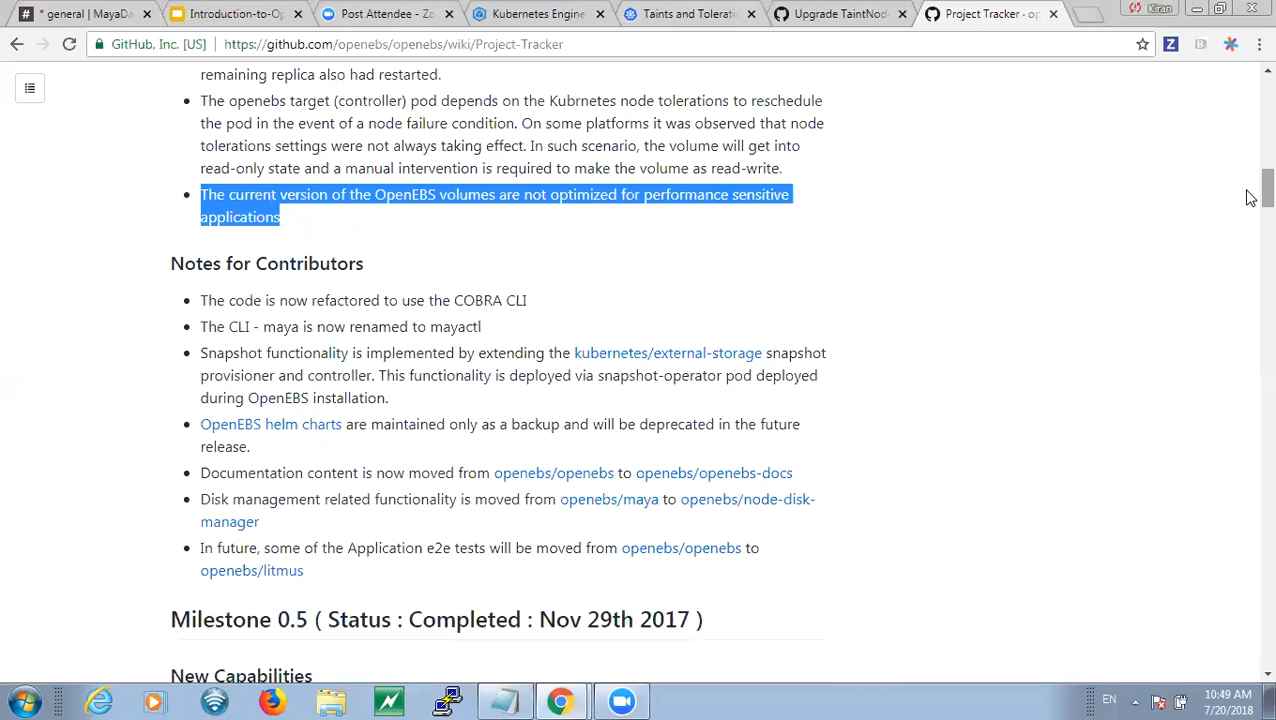 * general | MayaDa
Introduction-to-Op
Post Attendee - Zo
Kubernetes Engine
Taints and Tolerat
Upgrade TaintNod
Project Tracker · op
Kiran
GitHub, Inc. [US] https://github.com/openebs/openebs/wiki/Project-Tracker
remaining replica also had restarted.
The openebs target (controller) pod depends on the Kubrnetes node tolerations to reschedule
the pod in the event of a node failure condition. On some platforms it was observed that node
tolerations settings were not always taking effect. In such scenario, the volume will get into
read-only state and a manual intervention is required to make the volume as read-write.
The current version of the OpenEBS volumes are not optimized for performance sensitive
applications
Notes for Contributors
The code is now refactored to use the COBRA CLI
The CLI - maya is now renamed to mayactl
Snapshot functionality is implemented by extending the kubernetes/external-storage snapshot
provisioner and controller. This functionality is deployed via snapshot-operator pod deployed
during OpenEBS installation.
OpenEBS helm charts are maintained only as a backup and will be deprecated in the future
release.
Documentation content is now moved from openebs/openebs to openebs/openebs-docs
Disk management related functionality is moved from openebs/maya to openebs/node-disk-
manager
In future, some of the Application e2e tests will be moved from openebs/openebs to
openebs/litmus
Milestone 0.5 ( Status : Completed : Nov 29th 2017 )
New Capabilities
EN
10:49 AM
7/20/2018